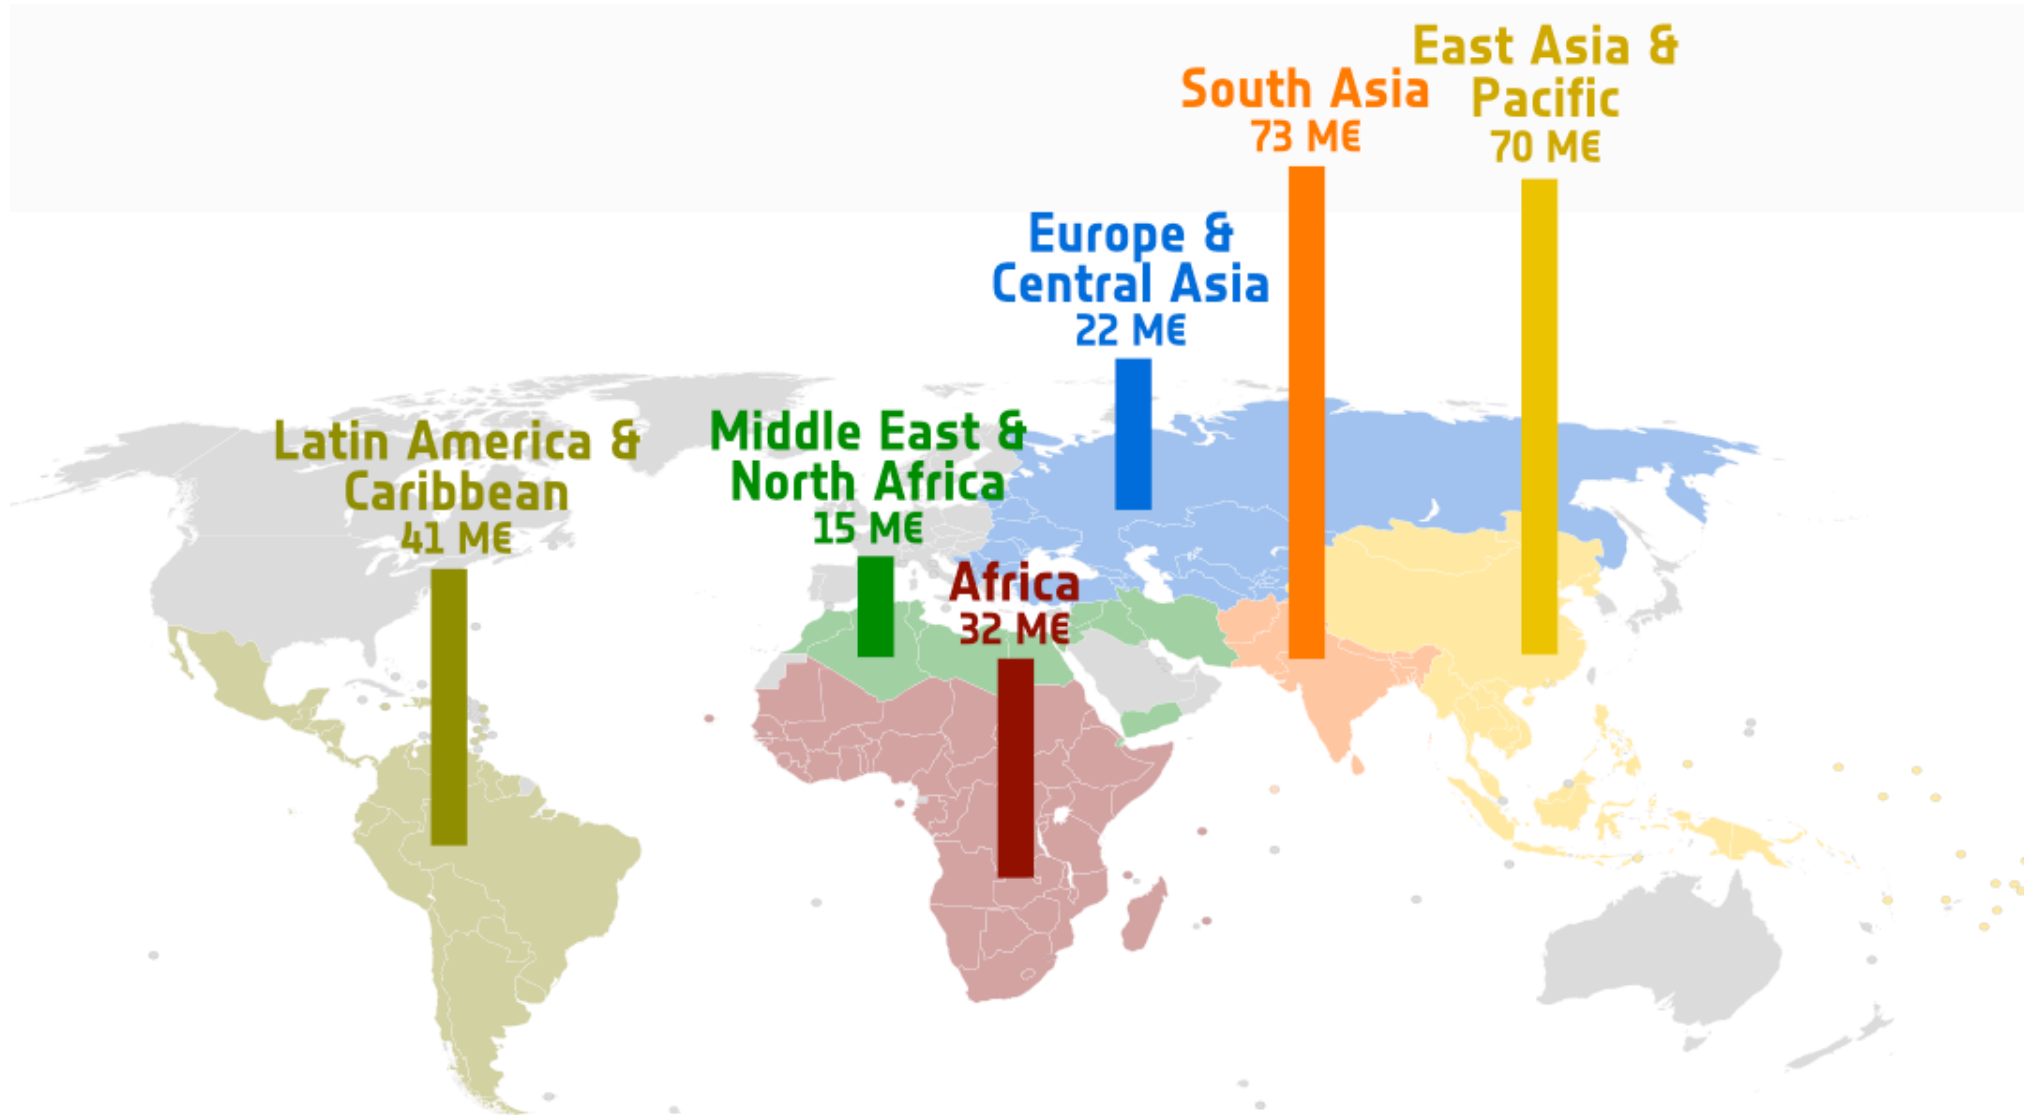 East Asia &
Pacific
70 M€
South Asia
73 M€
Europe &
Central Asia
22 M€
Latin America &
Caribbean
41 M€
Middle East &
North Africa
15 M€
Africa
32 M€